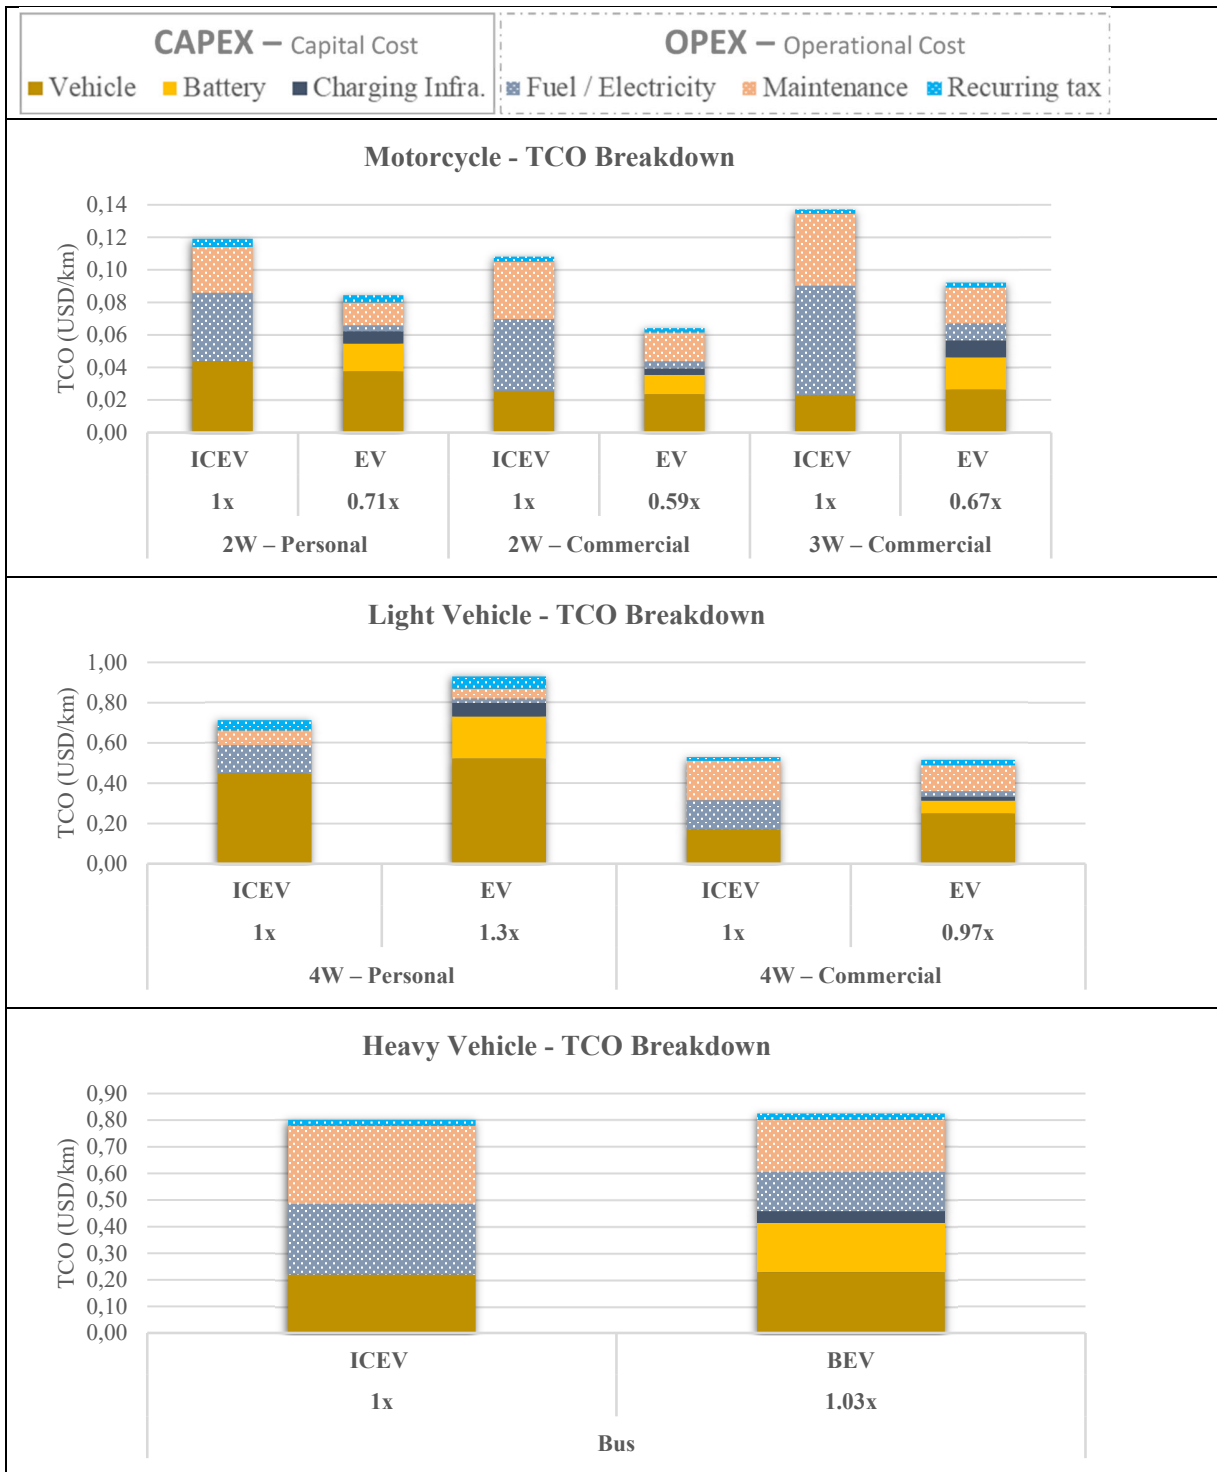 CAPEX – Capital Cost
OPEX – Operational Cost
Vehicle Battery Charging Infra.
Fuel / Electricity Maintenance Recurring tax
Motorcycle - TCO Breakdown
TCO (USD/km)
0,14
0,12
0,10
0,08
0,06
0,04
0,02
0,00
ICEV EV ICEV EV ICEV EV
1x 0.71x 1x 0.59x 1x 0.67x
2W – Personal 2W – Commercial 3W – Commercial
Light Vehicle - TCO Breakdown
TCO (USD/km)
1,00
0,80
0,60
0,40
0,20
0,00
ICEV EV ICEV EV
1x 1.3x 1x 0.97x
4W – Personal 4W – Commercial
Heavy Vehicle - TCO Breakdown
TCO (USD/km)
0,90
0,80
0,70
0,60
0,50
0,40
0,30
0,20
0,10
0,00
ICEV BEV
1x 1.03x
Bus